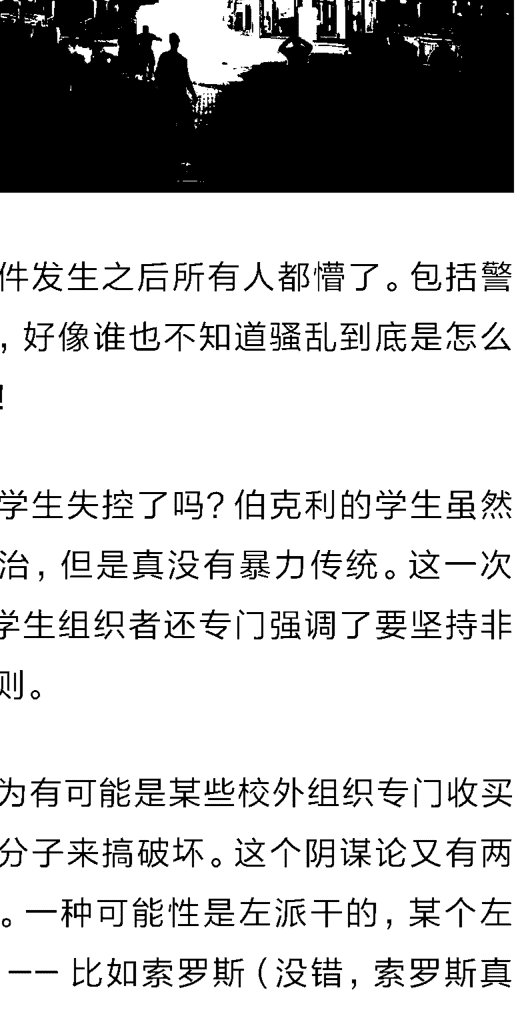 件发生之后所有人都懵了。包括警
，好像谁也不知道骚乱到底是怎么
！
学生失控了吗？伯克利的学生虽然
治，但是真没有暴力传统。这一次
学生组织者还专门强调了要坚持非
则。
为有可能是某些校外组织专门收买
分子来搞破坏。这个阴谋论又有两
。一种可能性是左派干的，某个左
—— 比如索罗斯（没错，索罗斯真